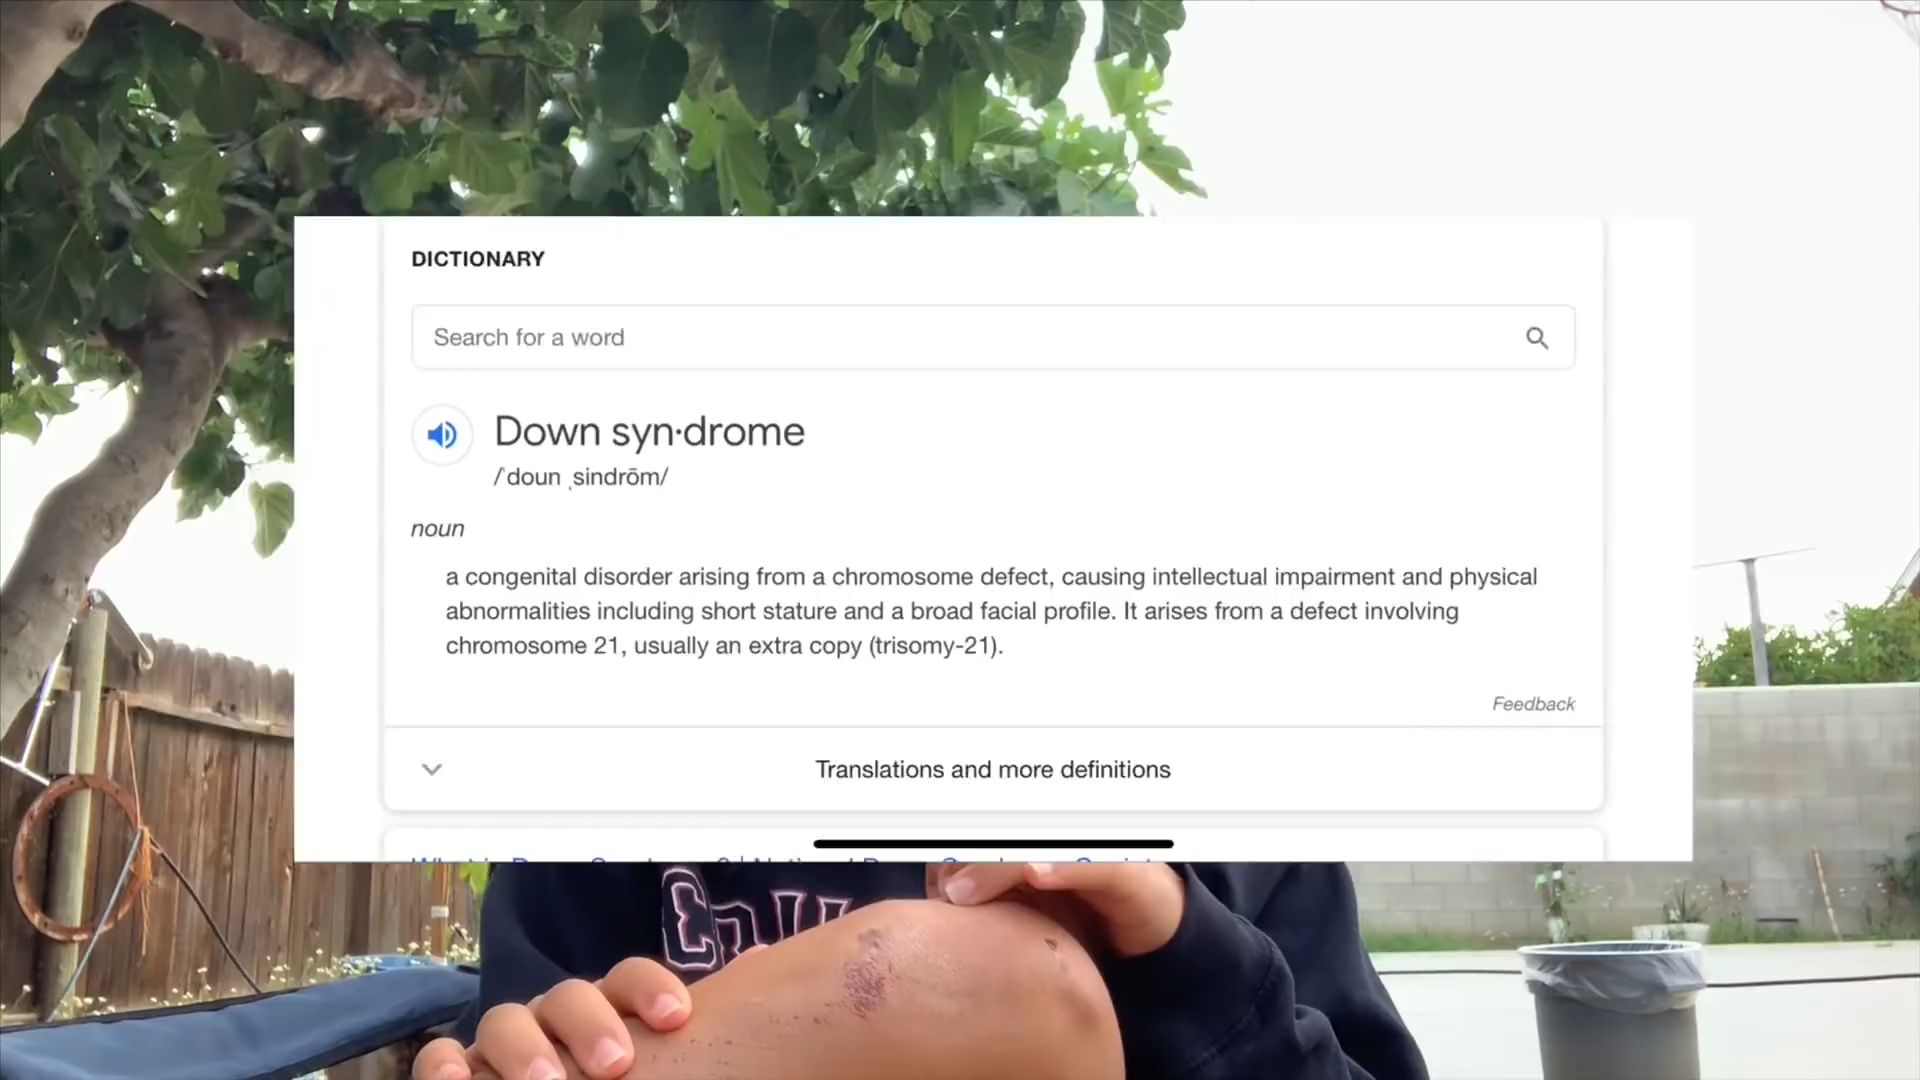 DICTIONARY
Search for a word
Down syn·drome
/ˈdoun ˌsindrōm/
noun
a congenital disorder arising from a chromosome defect, causing intellectual impairment and physical
abnormalities including short stature and a broad facial profile. It arises from a defect involving
chromosome 21, usually an extra copy (trisomy-21).
Feedback
Translations and more definitions